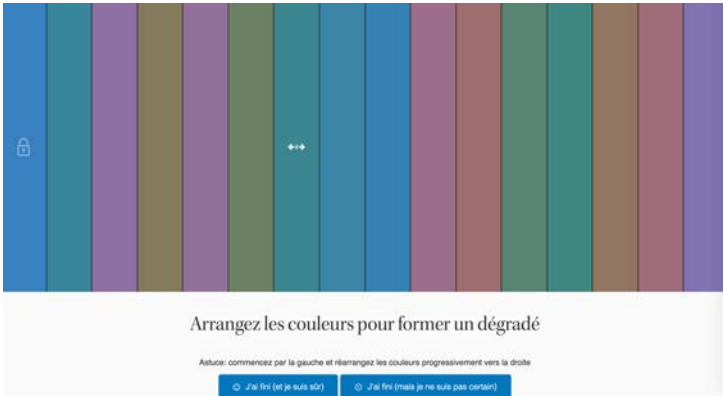 Arrangez les couleurs pour former un dégradé
Astuce: commencez par la gauche et réarrangez les couleurs progressivement vers la droite
J'ai fini (et je suis sûr) J'ai fini (mais je ne suis pas certain)